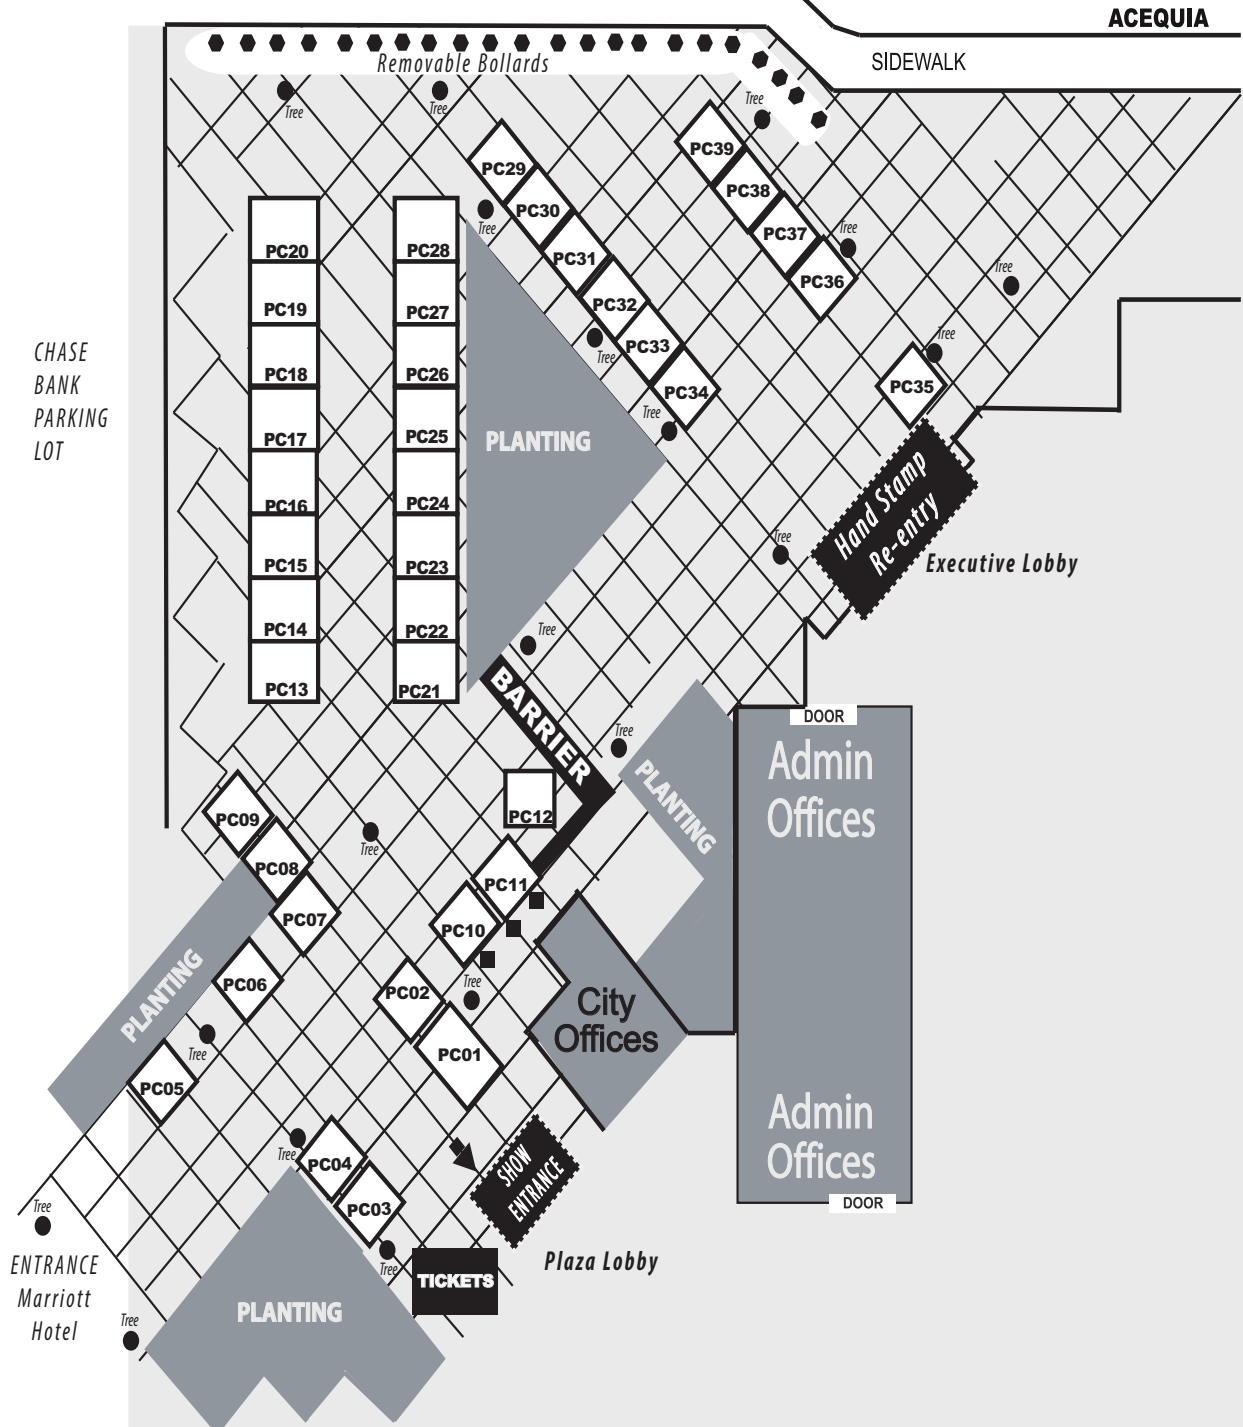 ACEQUIA
SIDEWALK
Removable Bollards
Tree
Tree
Tree
PC39
PC29
PC38
PC30
Tree
Tree
PC37
PC20
PC28
PC31
Tree
PC36
PC19
PC27
PC32
Tree
CHASE
BANK
PARKING
LOT
PC18
PC26
PC33
Tree
PC34
PC35
Tree
PC17
PC25
PLANTING
Hand Stamp
Re-entry
PC16
PC24
Tree
PC15
PC23
Executive Lobby
PC14
PC22
Tree
PC13
PC21
BARRIER
DOOR
Tree
Admin
Offices
PLANTING
PC12
PC09
Tree
PC08
PC11
PC07
PC10
PLANTING
PC06
PC02
Tree
City
Offices
Tree
PC01
PC05
Admin
Offices
Tree
PC04
SHOW
ENTRANCE
Tree
PC03
DOOR
ENTRANCE
Marriott
Hotel
Tree
Plaza Lobby
TICKETS
Tree
PLANTING